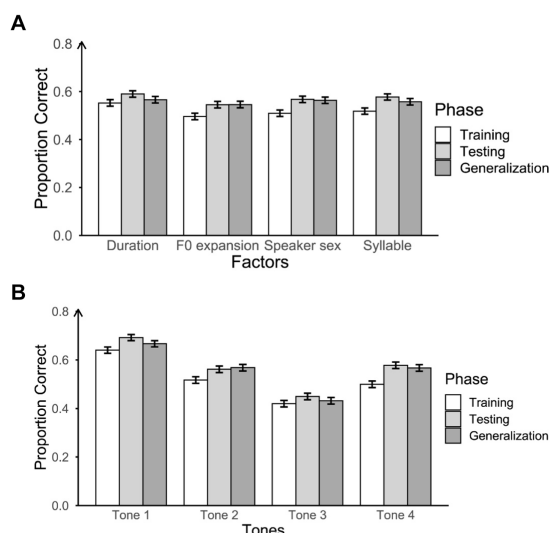 A
Proportion Correct
0.8
0.6
0.4
0.2
0.0
Duration F0 expansion Speaker sex Syllable
Factors
Phase
Training
Testing
Generalization
B
Proportion Correct
0.8
0.6
0.4
0.2
0.0
Tone 1 Tone 2 Tone 3 Tone 4
Tones
Phase
Training
Testing
Generalization